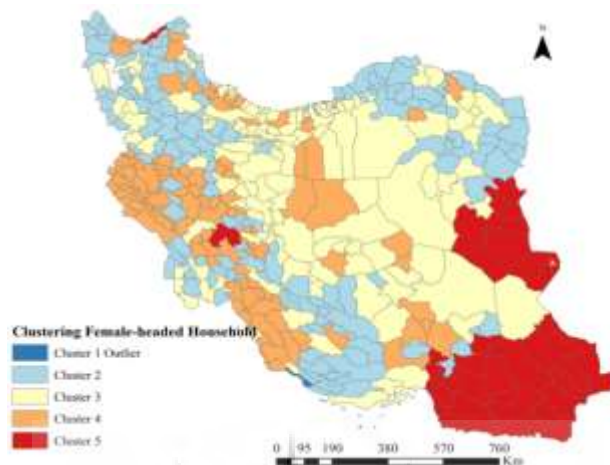 N
Clustering Female-headed Household
Cluster 1 Outlier
Cluster 2
Cluster 3
Cluster 4
Cluster 5
0 95 190 380 570 760
Km